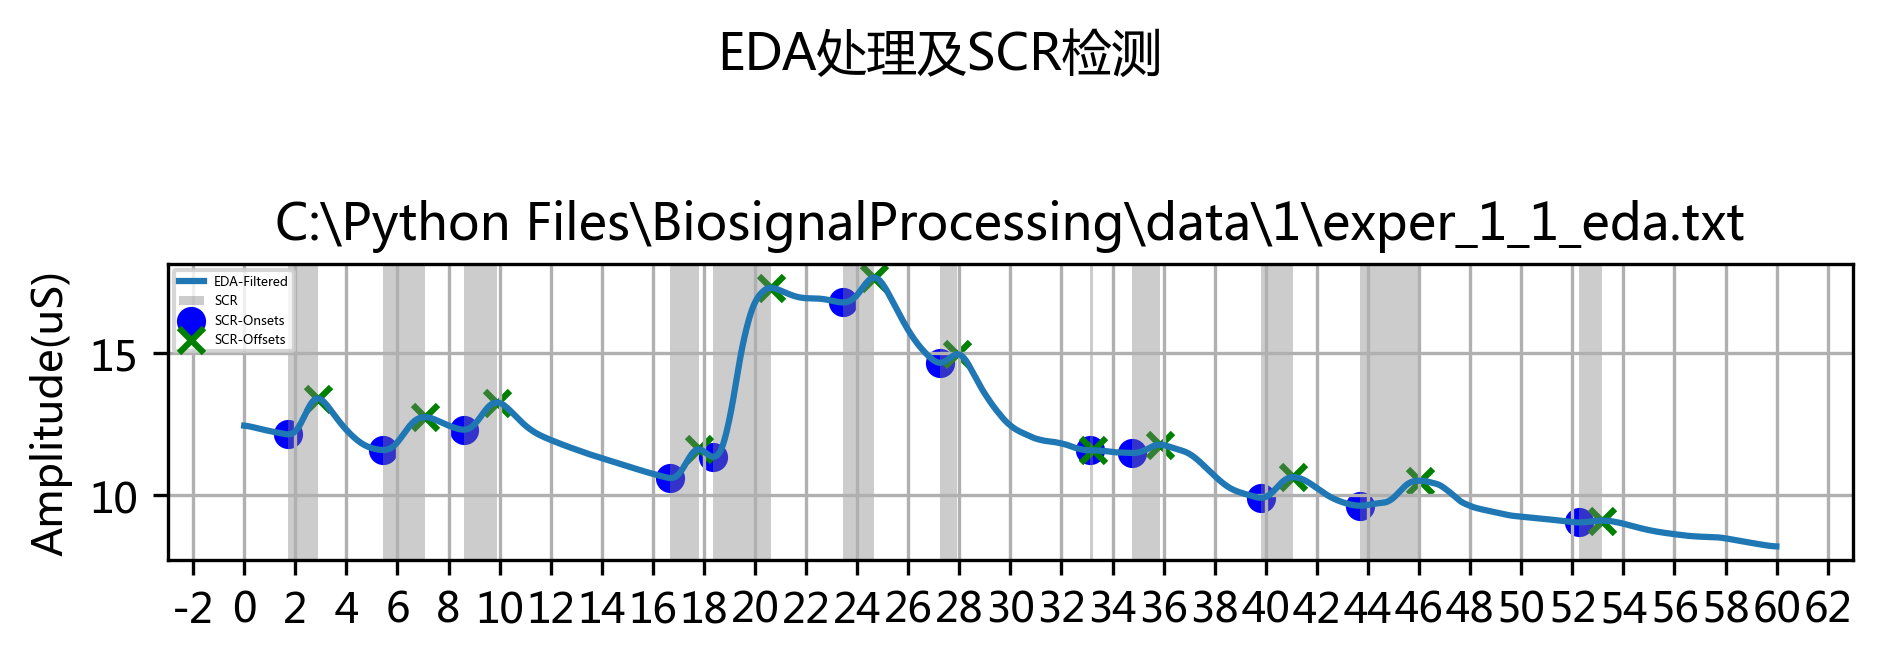 EDA处理及SCR检测
C:\Python Files\BiosignalProcessing\data\1\exper_1_1_eda.txt
EDA-Filtered
SCR
SCR-Onsets
SCR-Offsets
Amplitude(uS)
15
10
-2 0 2 4 6 8 10 12 14 16 18 20 22 24 26 28 30 32 34 36 38 40 42 44 46 48 50 52 54 56 58 60 62